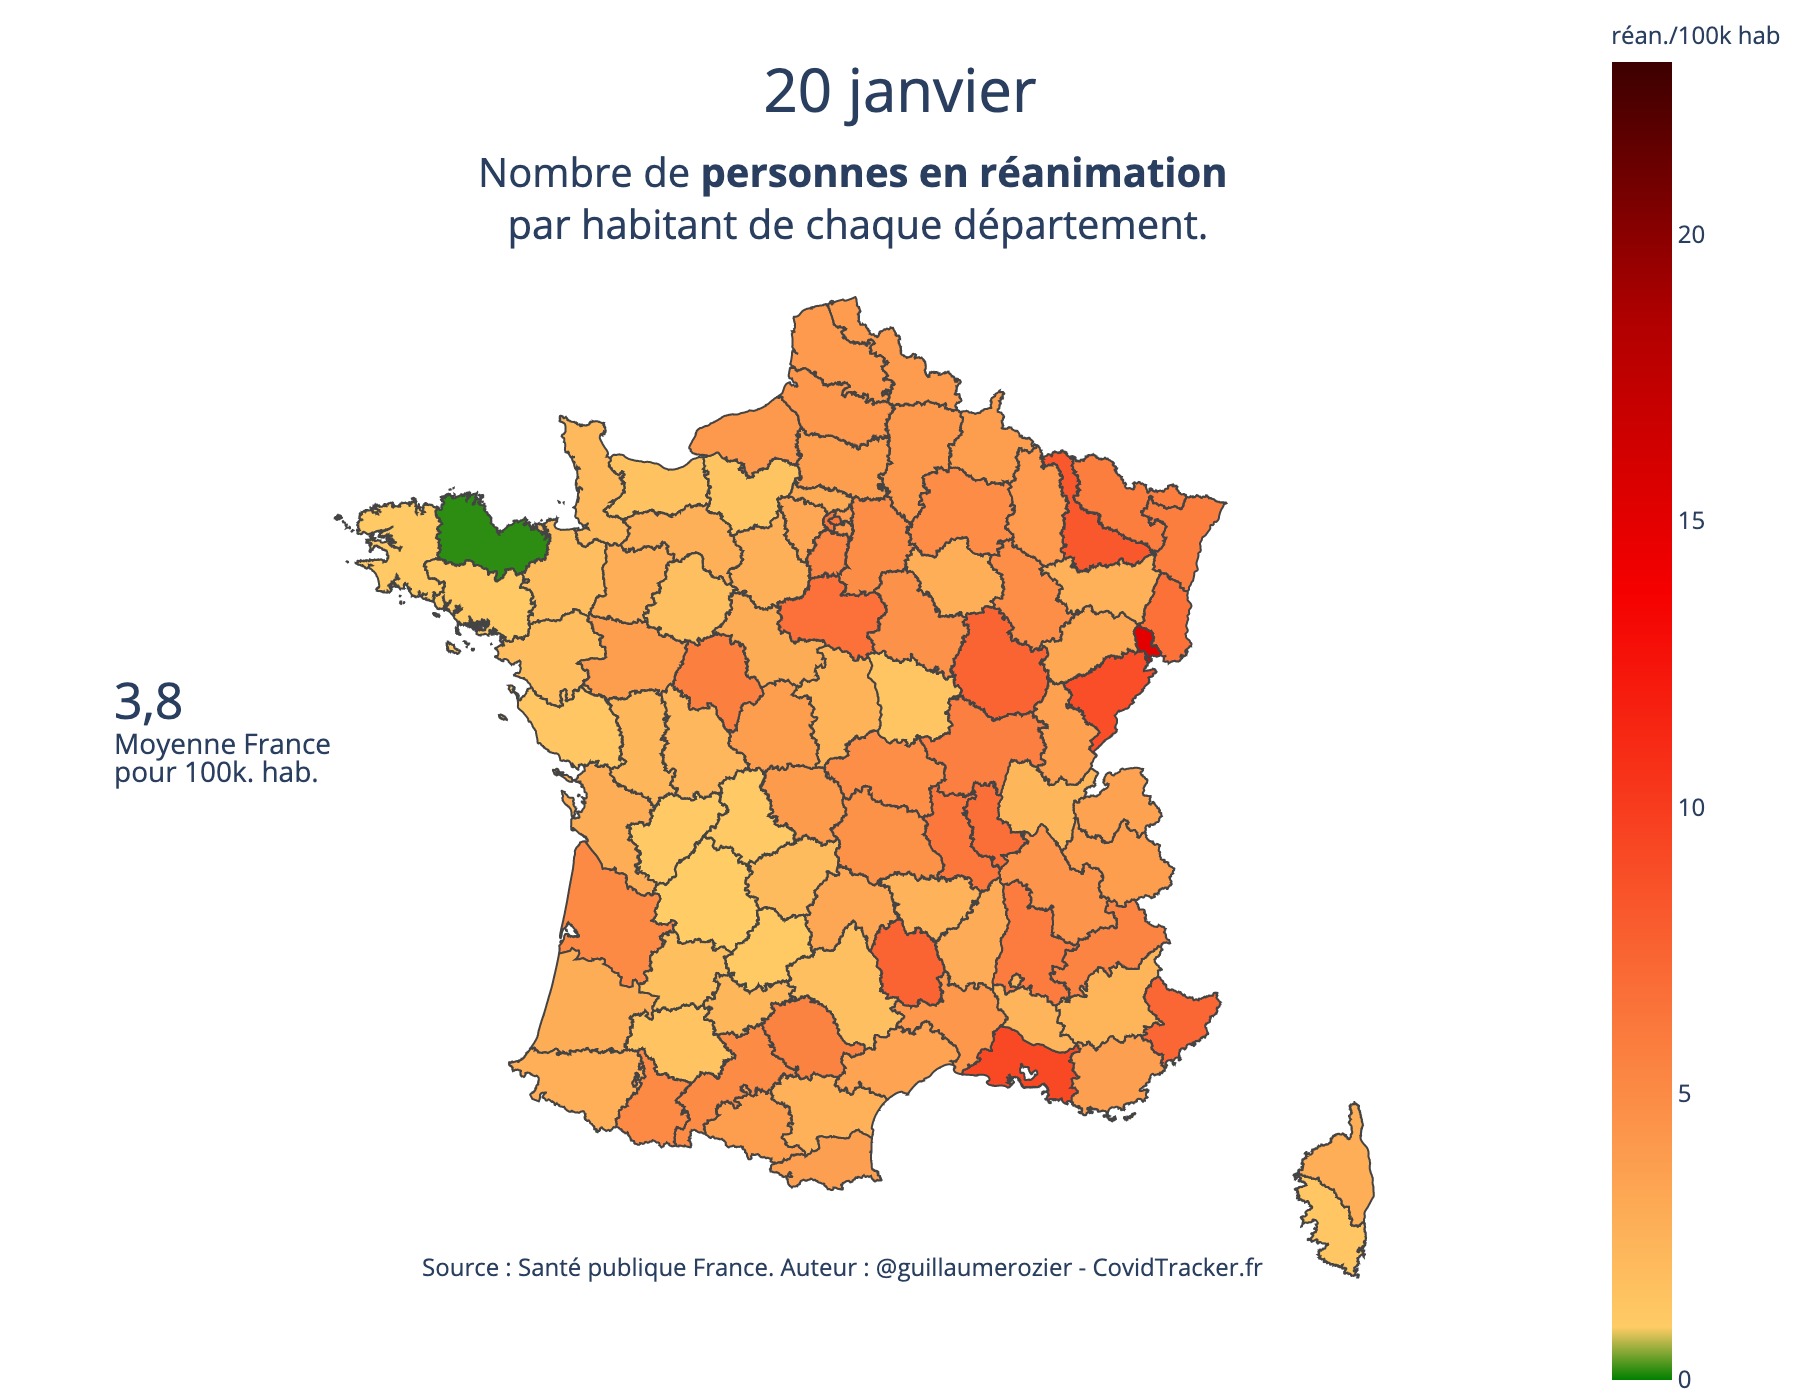 réan./100k hab
20 janvier
Nombre de personnes en réanimation
par habitant de chaque département.
20
15
3,8
Moyenne France
pour 100k. hab.
10
5
Source : Santé publique France. Auteur : @guillaumerozier - CovidTracker.fr
0